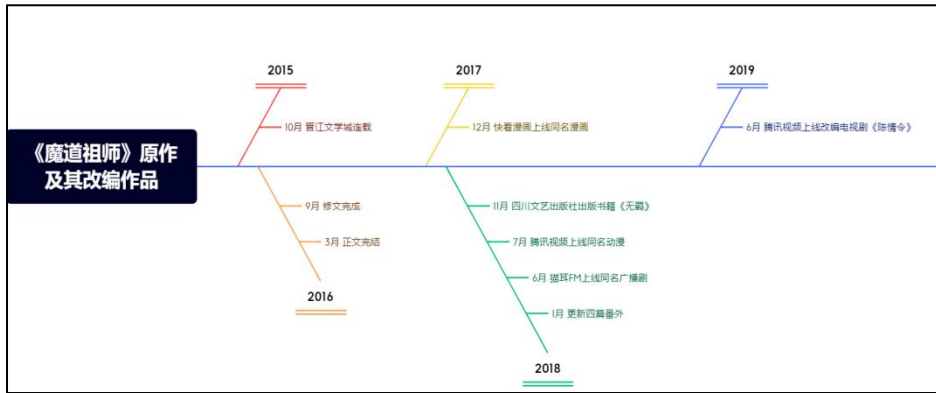 《魔道祖师》原作
及其改编作品
2015
10月 晋江文学城连载
9月 修文完成
3月 正文完结
2016
2017
12月 快看漫画上线同名漫画
11月 四川文艺出版社出版书籍《无羁》
7月 腾讯视频上线同名动漫
6月 猫耳FM上线同名广播剧
1月 更新四篇番外
2018
2019
6月 腾讯视频上线改编电视剧《陈情令》